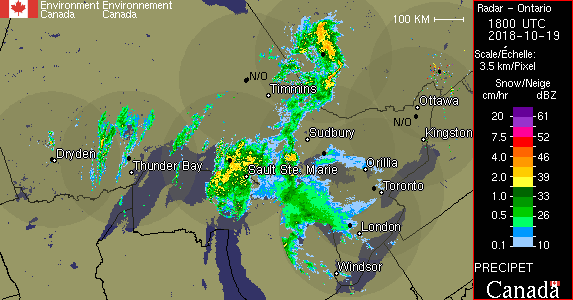 Environment Environnement
Canada Canada
100 KM
N/O
Timmins
Ottawa
N/O
Kingston
Sudbury
Dryden
Thunder Bay
Sault Ste. Marie
Orillia
Toronto
London
Windsor
Radar - Ontario
1800 UTC
2018-10-19
Scale/Échelle:
3.5 km/Pixel
Snow/Neige
cm/hr dBZ
20 61
7.5 52
4.0 46
2.0 39
1.0 33
0.5 26
0.1 10
PRECIPET
Canada